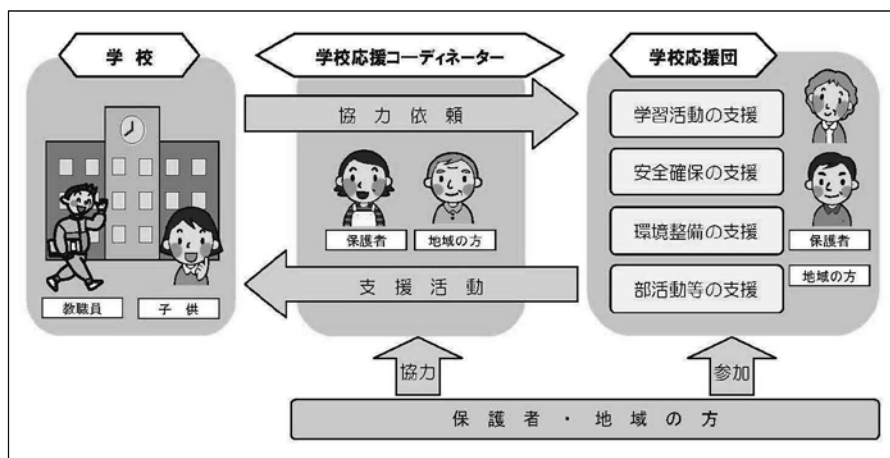 学校
学校応援コーディネーター
学校応援団
協力依頼
学習活動の支援
安全確保の支援
環境整備の支援
部活動等の支援
保護者
地域の方
保護者
地域の方
支援活動
教職員
子供
協力
参加
保護者・地域の方